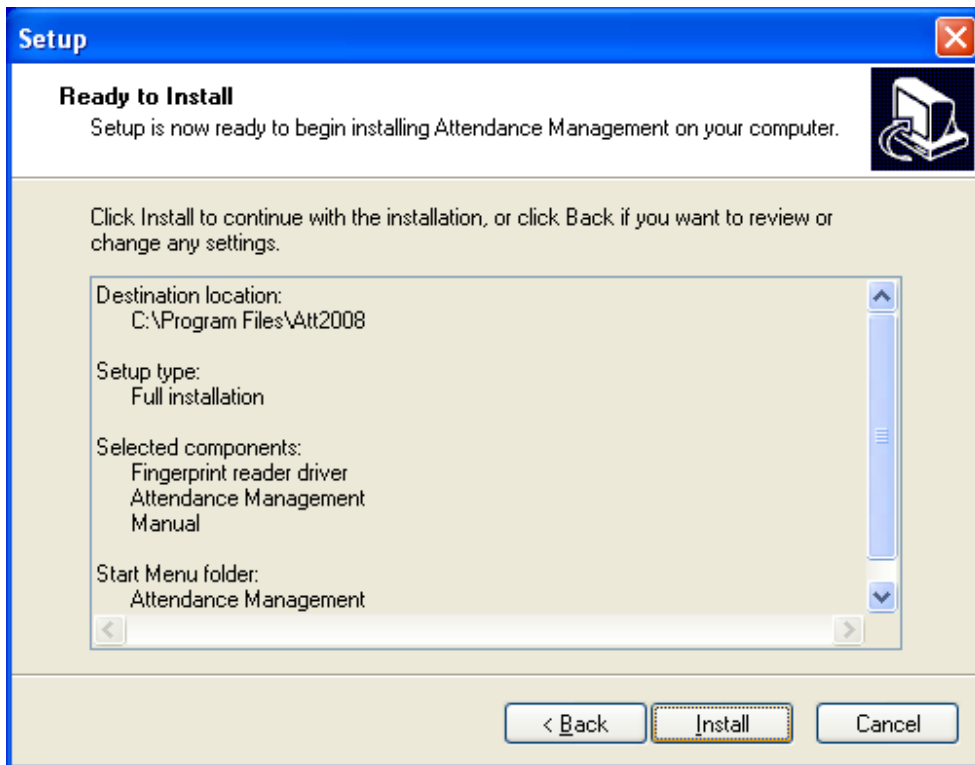 Setup
Ready to Install
Setup is now ready to begin installing Attendance Management on your computer.
Click Install to continue with the installation, or click Back if you want to review or
change any settings.
Destination location:
C:\Program Files\Att2008
Setup type:
Full installation
Selected components:
Fingerprint reader driver
Attendance Management
Manual
Start Menu folder:
Attendance Management
< Back
Install
Cancel